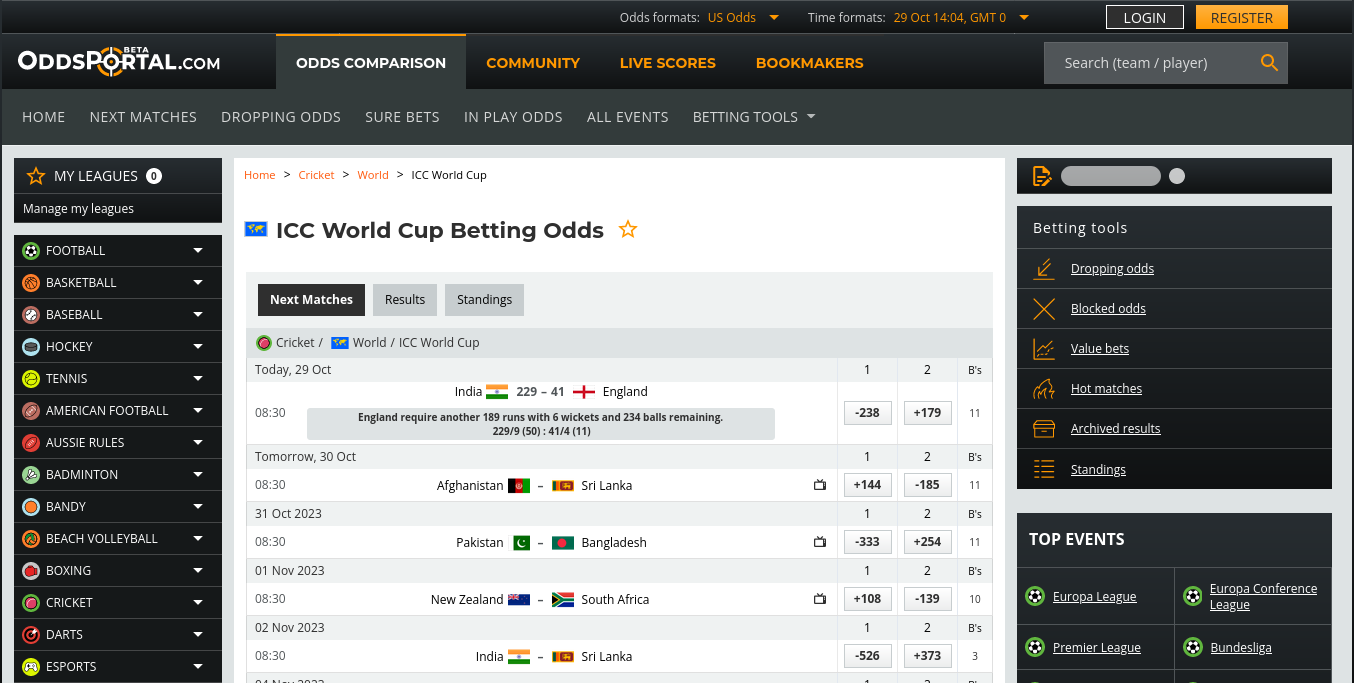 Odds formats: US Odds Time formats: 29 Oct 14:04, GMT 0 LOGIN REGISTER
ODDSPORTAL.COM BETA ODDS COMPARISON COMMUNITY LIVE SCORES BOOKMAKERS Search (team / player)
HOME NEXT MATCHES DROPPING ODDS SURE BETS IN PLAY ODDS ALL EVENTS BETTING TOOLS
MY LEAGUES 0
Manage my leagues
FOOTBALL
BASKETBALL
BASEBALL
HOCKEY
TENNIS
AMERICAN FOOTBALL
AUSSIE RULES
BADMINTON
BANDY
BEACH VOLLEYBALL
BOXING
CRICKET
DARTS
ESPORTS
Home > Cricket > World > ICC World Cup
ICC World Cup Betting Odds
Next Matches Results Standings
Cricket / World / ICC World Cup
Today, 29 Oct 1 2 B's
India 229 – 41 England
08:30 -238 +179 11
England require another 189 runs with 6 wickets and 234 balls remaining.
229/9 (50) : 41/4 (11)
Tomorrow, 30 Oct 1 2 B's
08:30 Afghanistan – Sri Lanka +144 -185 11
31 Oct 2023 1 2 B's
08:30 Pakistan – Bangladesh -333 +254 11
01 Nov 2023 1 2 B's
08:30 New Zealand – South Africa +108 -139 10
02 Nov 2023 1 2 B's
08:30 India – Sri Lanka -526 +373 3
Betting tools
Dropping odds
Blocked odds
Value bets
Hot matches
Archived results
Standings
TOP EVENTS
Europa League
Europa Conference
League
Premier League
Bundesliga